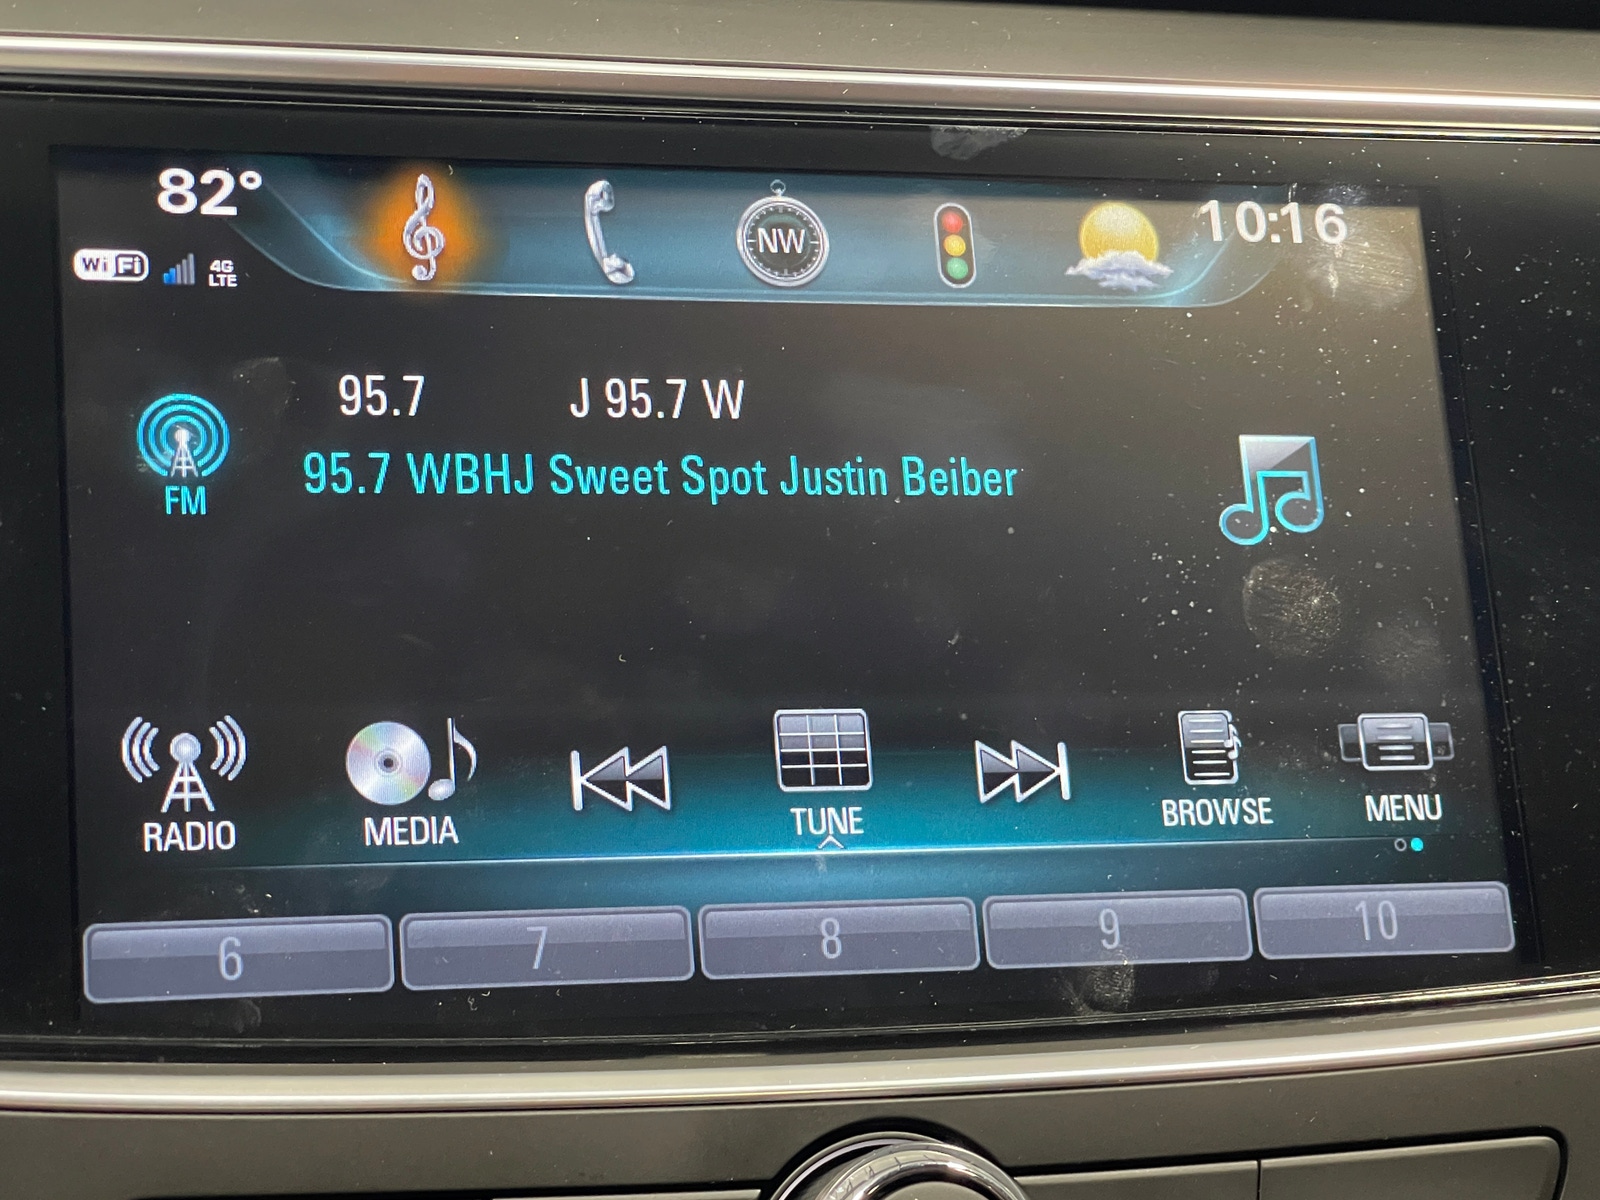 82°
10:16
NW
WiFi
4G
LTE
95.7
J 95.7 W
95.7 WBHJ Sweet Spot Justin Beiber
FM
RADIO
MEDIA
TUNE
BROWSE
MENU
6
7
8
9
10